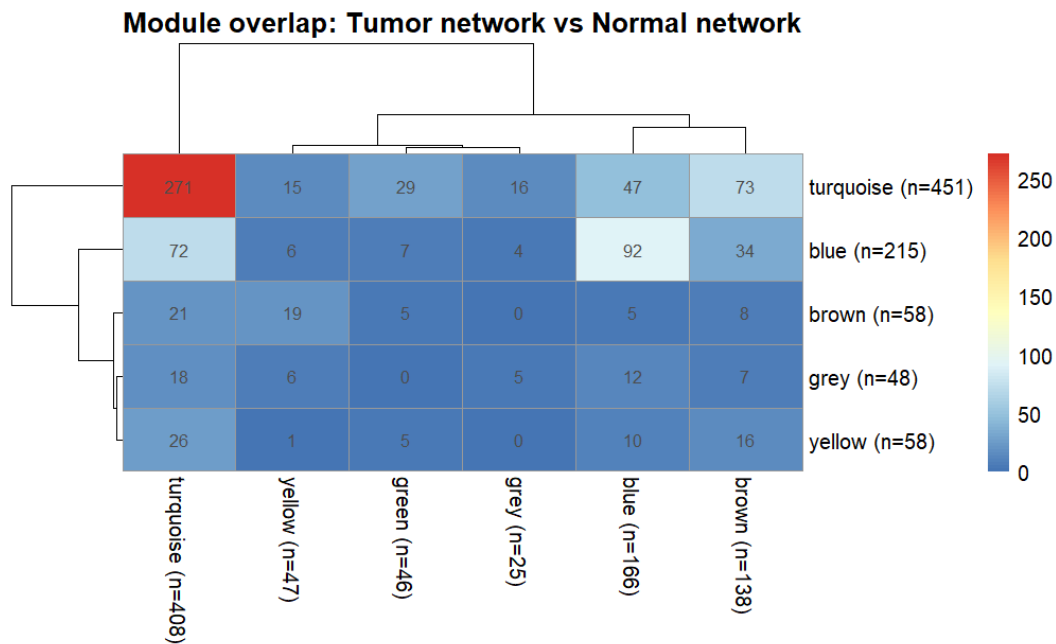 Module overlap: Tumor network vs Normal network
271 15 29 16 47 73 turquoise (n=451)
72 6 7 4 92 34 blue (n=215)
21 19 5 0 5 8 brown (n=58)
18 6 0 5 12 7 grey (n=48)
26 1 5 0 10 16 yellow (n=58)
turquoise (n=408)
yellow (n=47)
green (n=46)
grey (n=25)
blue (n=166)
brown (n=138)
250
200
150
100
50
0